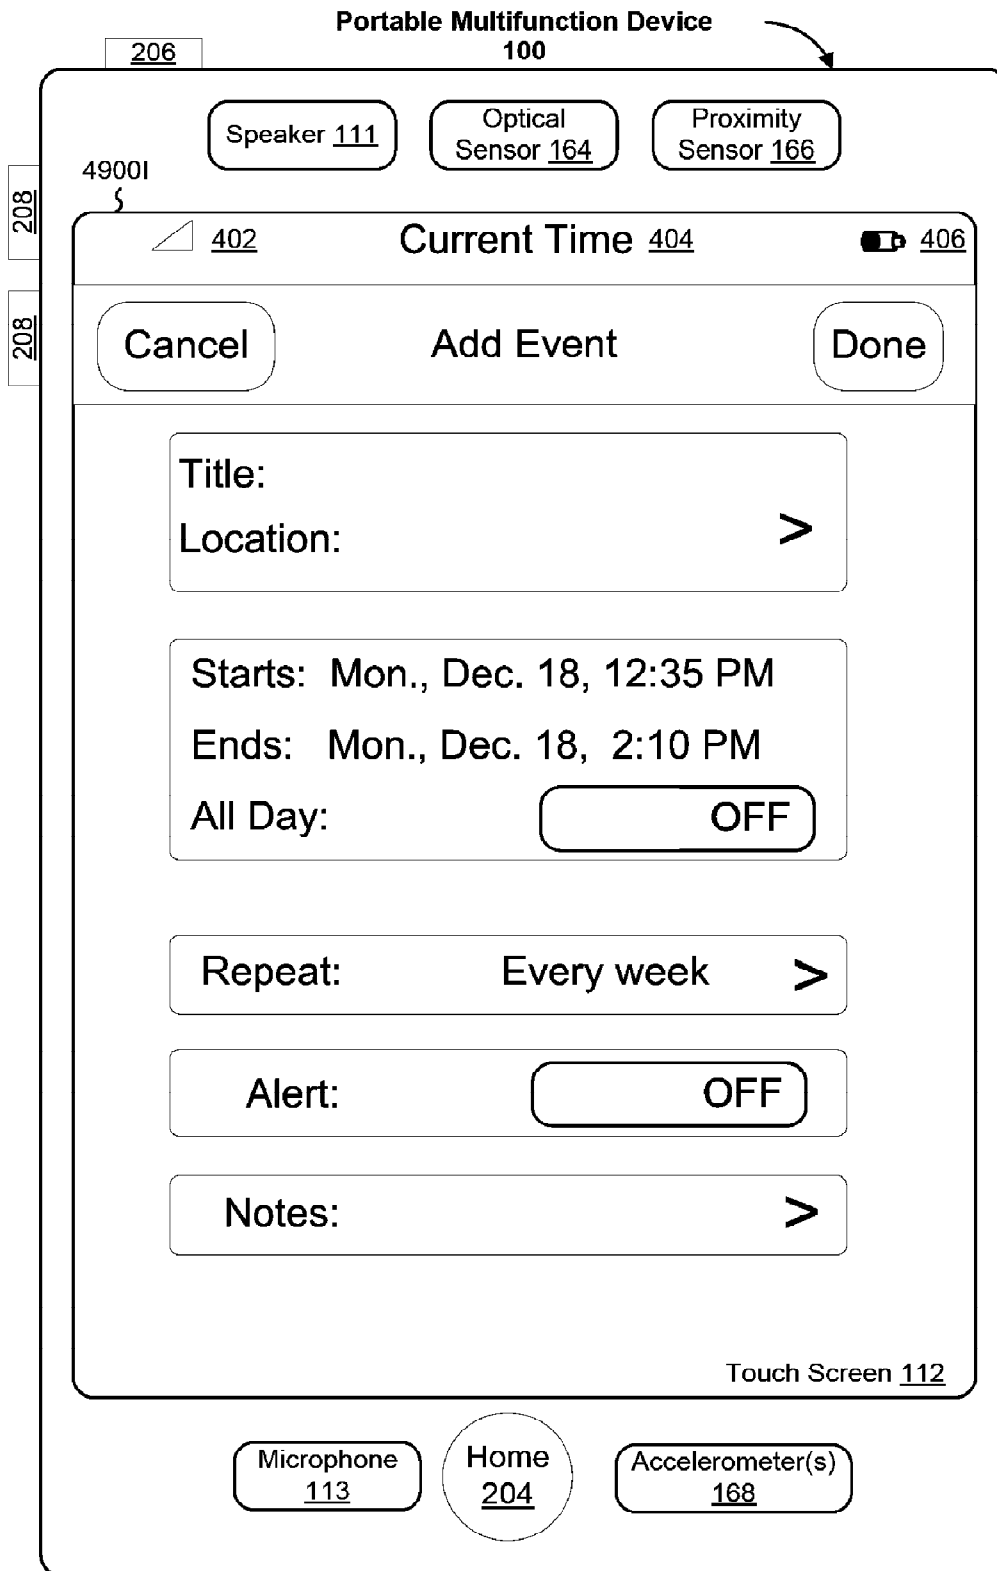 Portable Multifunction Device
100
206
Speaker 111
Optical
Sensor 164
Proximity
Sensor 166
208
4900I
402
Current Time 404
406
208
Cancel
Add Event
Done
Title:
Location:
>
Starts: Mon., Dec. 18, 12:35 PM
Ends: Mon., Dec. 18, 2:10 PM
All Day:
OFF
Repeat:
Every week
>
Alert:
OFF
Notes:
>
Touch Screen 112
Microphone
113
Home
204
Accelerometer(s)
168